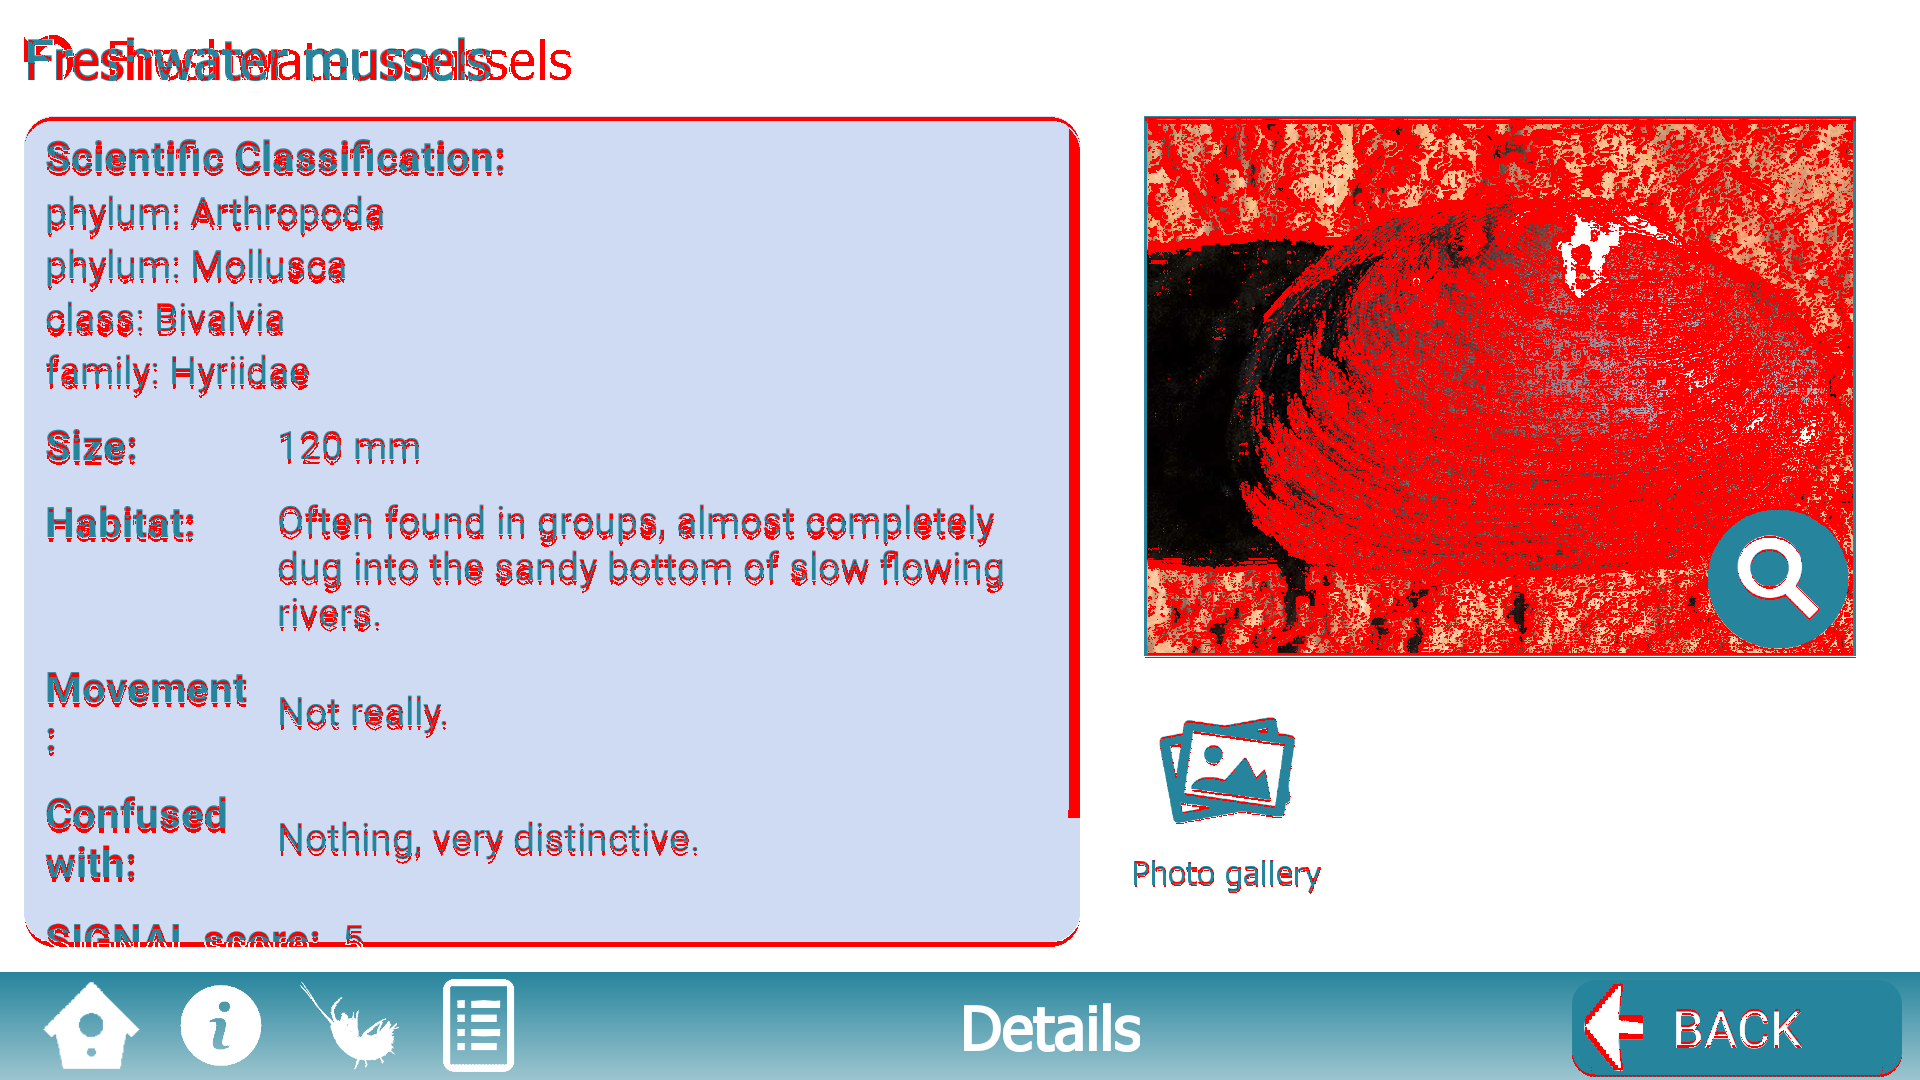 Freshwater mussels
Scientific Classification:
phylum: Arthropoda
phylum: Mollusca
class: Bivalvia
family: Hyriidae
Size: 120 mm
Habitat: Often found in groups, almost completely
dug into the sandy bottom of slow flowing
rivers.
Movement
: Not really.
Confused
with: Nothing, very distinctive.
SIGNAL score: 5
Photo gallery
Details
BACK